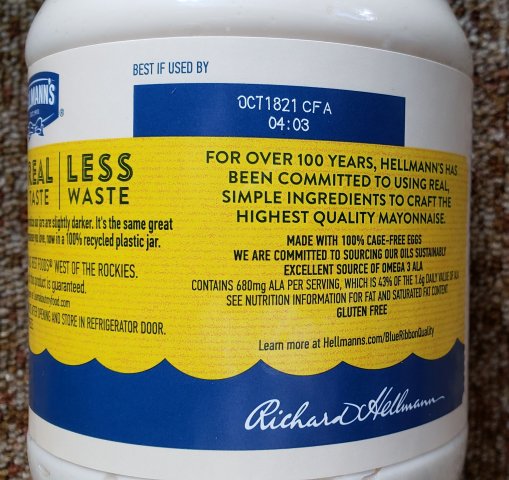 BEST IF USED BY
OCT1821 CFA
04:03
MANN'S
REAL TASTE
LESS WASTE
are slightly darker. It's the same great
one, now in a 100% recycled plastic jar.
FOODS® WEST OF THE ROCKIES.
this product is guaranteed.
OPENING AND STORE IN REFRIGERATOR DOOR.
FOR OVER 100 YEARS, HELLMANN'S HAS
BEEN COMMITTED TO USING REAL,
SIMPLE INGREDIENTS TO CRAFT THE
HIGHEST QUALITY MAYONNAISE.
MADE WITH 100% CAGE-FREE EGGS
WE ARE COMMITTED TO SOURCING OUR OILS SUSTAINABLY
EXCELLENT SOURCE OF OMEGA 3 ALA
CONTAINS 680mg ALA PER SERVING, WHICH IS 43% OF THE 1.6g DAILY VALUE OF ALA
SEE NUTRITION INFORMATION FOR FAT AND SATURATED FAT CONTENT
GLUTEN FREE
Learn more at Hellmanns.com/BlueRibbonQuality
Richard Hellmann